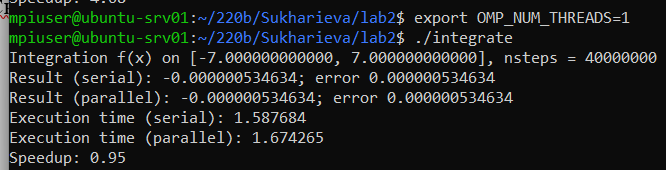 Speedup: 4.68
mpiuser@ubuntu-srv01:~/220b/Sukharieva/lab2$ export OMP_NUM_THREADS=1
mpiuser@ubuntu-srv01:~/220b/Sukharieva/lab2$ ./integrate
Integration f(x) on [-7.000000000000, 7.000000000000], nsteps = 40000000
Result (serial): -0.000000534634; error 0.000000534634
Result (parallel): -0.000000534634; error 0.000000534634
Execution time (serial): 1.587684
Execution time (parallel): 1.674265
Speedup: 0.95